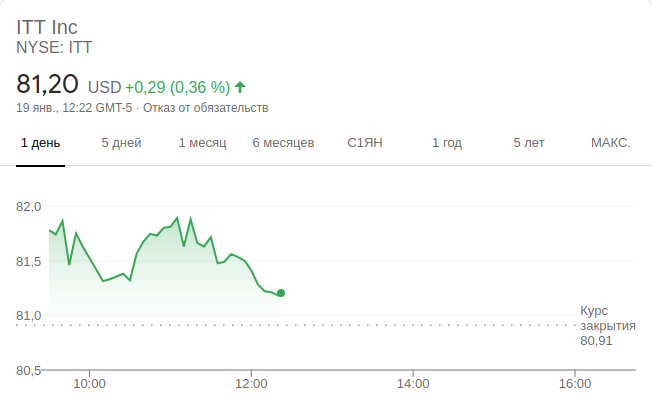 ITT Inc
NYSE: ITT
81,20 USD +0,29 (0,36 %)
19 янв., 12:22 GMT-5 · Отказ от обязательств
1 день 5 дней 1 месяц 6 месяцев С1ЯН 1 год 5 лет МАКС.
82,0
81,5
81,0
Курс
закрытия
80,91
80,5
10:00 12:00 14:00 16:00